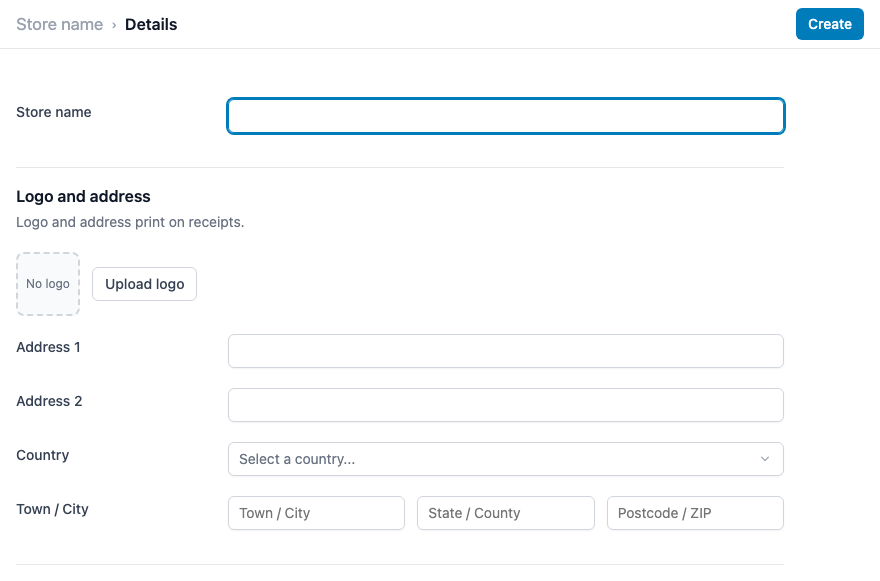 Store name › Details
Create
Store name
Logo and address
Logo and address print on receipts.
No logo
Upload logo
Address 1
Address 2
Country
Select a country...
Town / City
Town / City
State / County
Postcode / ZIP